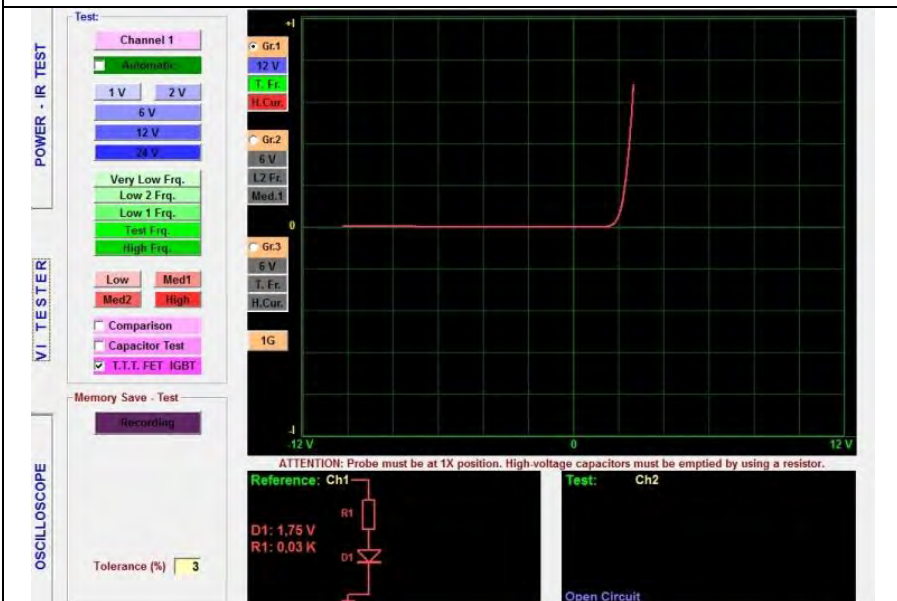 POWER - IR TEST
VI TESTER
OSCILLOSCOPE
Test:
Channel 1
Automatic
1 V
2 V
6 V
12 V
24 V
Very Low Frq.
Low 2 Frq.
Low 1 Frq.
Test Frq.
High Frq.
Low
Med1
Med2
High
Comparison
Capacitor Test
T.T.T. FET IGBT
Memory Save - Test
Recording
Tolerance (%)
3
Gr.1
12 V
T. Fr.
H.Cur.
Gr.2
6 V
L2 Fr.
Med.1
Gr.3
6 V
T. Fr.
H.Cur.
1G
+I
0
-I
-12 V
0
12 V
ATTENTION: Probe must be at 1X position. High-voltage capacitors must be emptied by using a resistor.
Reference: Ch1
R1
D1: 1,75 V
R1: 0,03 K
D1
Test: Ch2
Open Circuit